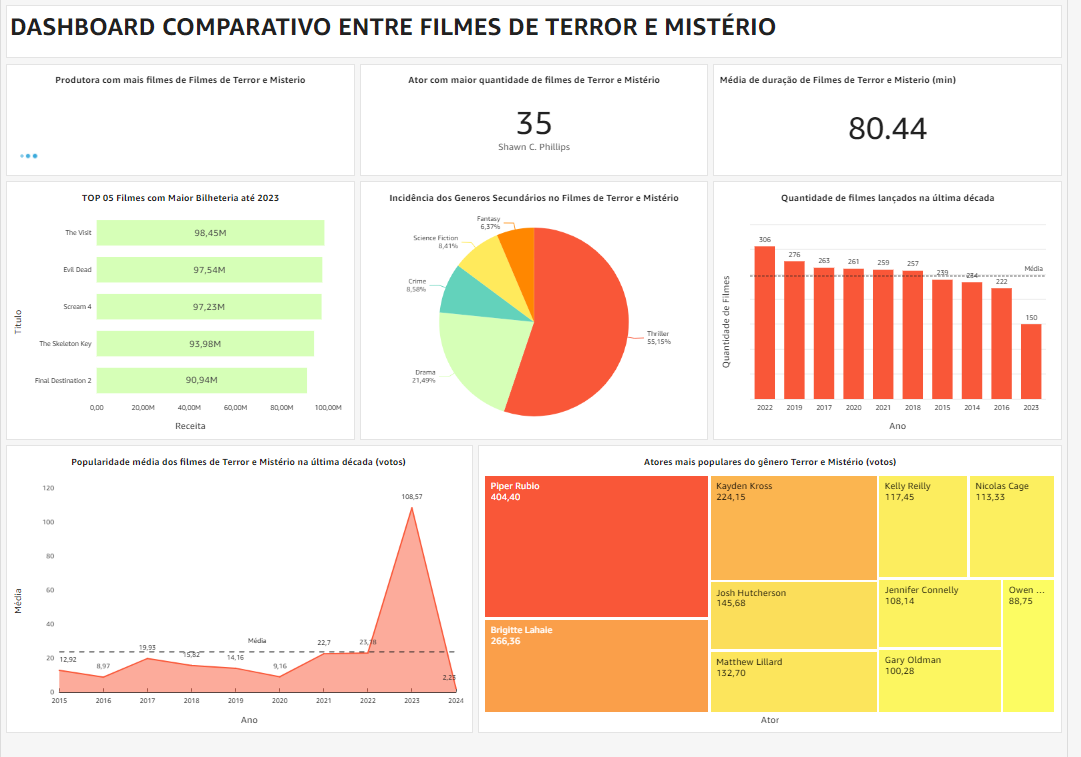 DASHBOARD COMPARATIVO ENTRE FILMES DE TERROR E MISTÉRIO
Produtora com mais filmes de Filmes de Terror e Misterio
Ator com maior quantidade de filmes de Terror e Mistério
35
Shawn C. Phillips
Média de duração de Filmes de Terror e Misterio (min)
80.44
TOP 05 Filmes com Maior Bilheteria até 2023
Título
The Visit
98,45M
Evil Dead
97,54M
Scream 4
97,23M
The Skeleton Key
93,98M
Final Destination 2
90,94M
0,00 20,00M 40,00M 60,00M 80,00M 100,00M
Receita
Incidência dos Generos Secundários no Filmes de Terror e Mistério
Fantasy
6,37%
Science Fiction
8,41%
Crime
8,58%
Drama
21,49%
Thriller
55,15%
Quantidade de filmes lançados na última década
Quantidade de Filmes
306 276 263 261 259 257 239 234 222 150
Média
2022 2019 2017 2020 2021 2018 2015 2014 2016 2023
Ano
Popularidade média dos filmes de Terror e Mistério na última década (votos)
Média
120
100
80
60
40
20
0
12,92 8,97 19,93 15,82 14,16 9,16 22,7 23,18 108,57 2,23
Média
2015 2016 2017 2018 2019 2020 2021 2022 2023 2024
Ano
Atores mais populares do gênero Terror e Mistério (votos)
Piper Rubio
404,40
Brigitte Lahaie
266,36
Kayden Kross
224,15
Josh Hutcherson
145,68
Matthew Lillard
132,70
Kelly Reilly
117,45
Nicolas Cage
113,33
Jennifer Connelly
108,14
Gary Oldman
100,28
Owen ...
88,75
Ator